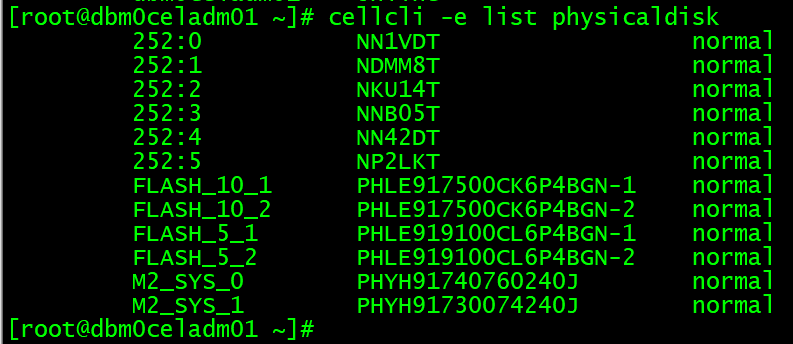 [root@dbm0celadm01 ~]# cellcli -e list physicaldisk
252:0 NN1VDT normal
252:1 NDMM8T normal
252:2 NKU14T normal
252:3 NNB05T normal
252:4 NN42DT normal
252:5 NP2LKT normal
FLASH_10_1 PHLE917500CK6P4BGN-1 normal
FLASH_10_2 PHLE917500CK6P4BGN-2 normal
FLASH_5_1 PHLE919100CL6P4BGN-1 normal
FLASH_5_2 PHLE919100CL6P4BGN-2 normal
M2_SYS_0 PHYH91740760240J normal
M2_SYS_1 PHYH91730074240J normal
[root@dbm0celadm01 ~]#